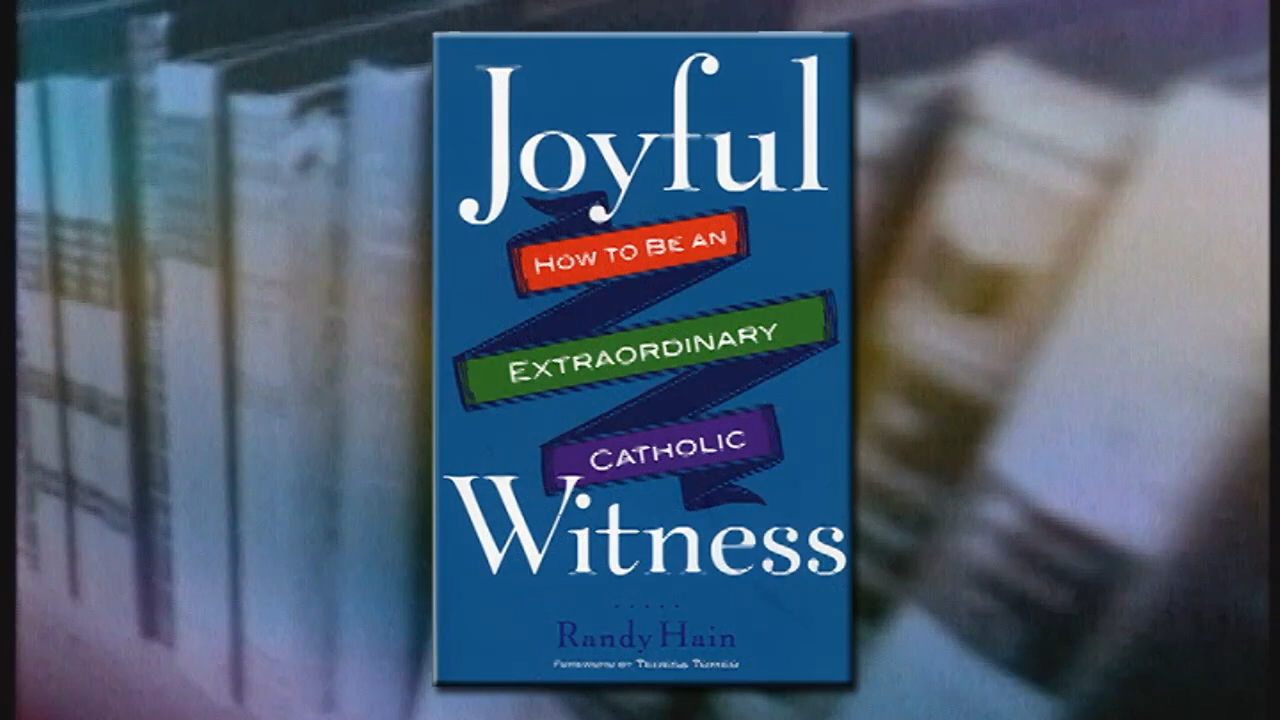 Joyful
HOW TO BE AN
EXTRAORDINARY
CATHOLIC
Witness
Randy Hain